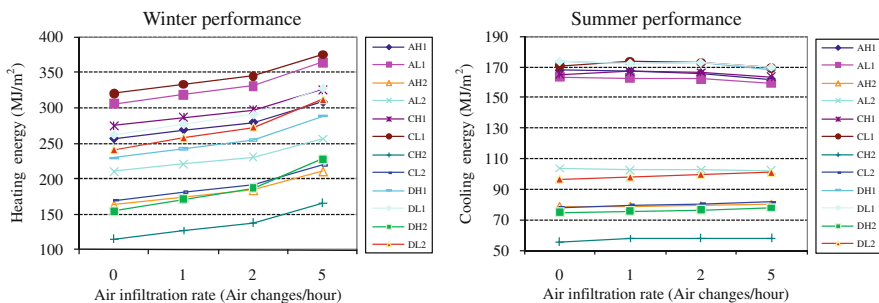 Winter performance
Heating energy (MJ/m²)
400
350
300
250
200
150
100
0 1 2 5
Air infiltration rate (Air changes/hour)
AH1
AL1
AH2
AL2
CH1
CL1
CH2
CL2
DH1
DL1
DH2
DL2
Summer performance
Cooling energy (MJ/m²)
190
170
150
130
110
90
70
50
0 1 2 5
Air infiltration rate (Air changes/hour)
AH1
AL1
AH2
AL2
CH1
CL1
CH2
CL2
DH1
DL1
DH2
DL2